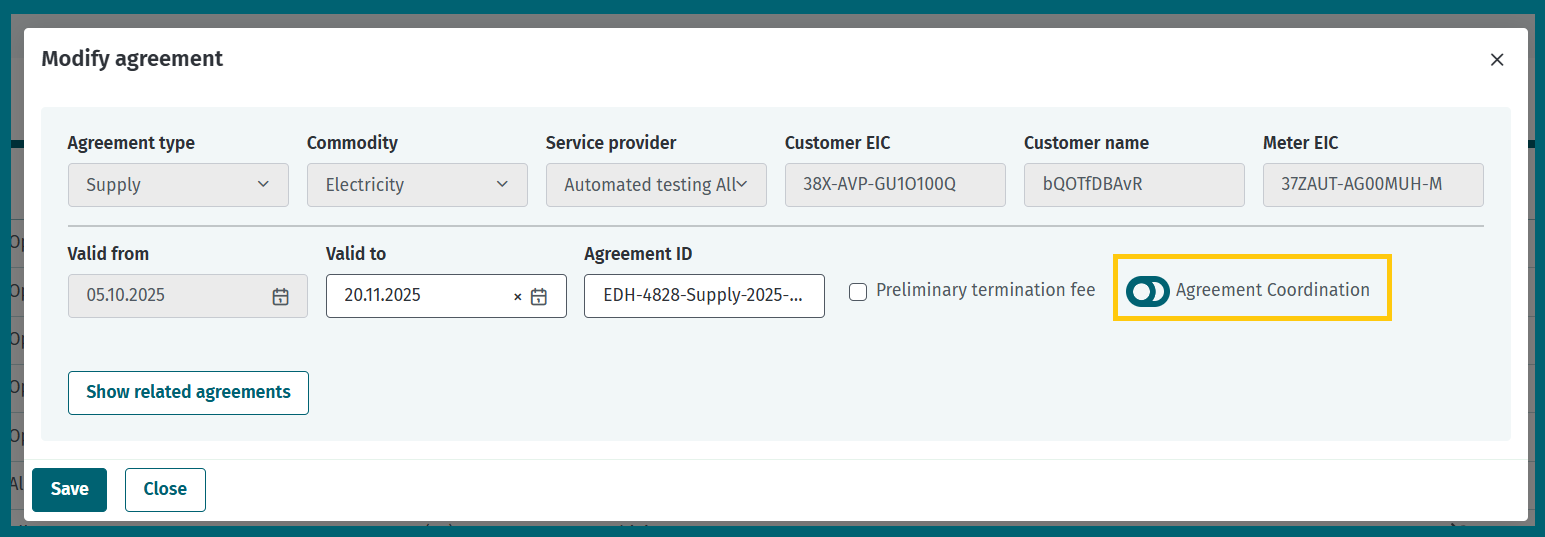 Modify agreement
Agreement type Commodity Service provider Customer EIC Customer name Meter EIC
Supply Electricity Automated testing All 38X-AVP-GU1O100Q bQOTfDBAvR 37ZAUT-AG00MUH-M
Valid from Valid to Agreement ID
05.10.2025 20.11.2025 × EDH-4828-Supply-2025-... Preliminary termination fee Agreement Coordination
Show related agreements
Save Close